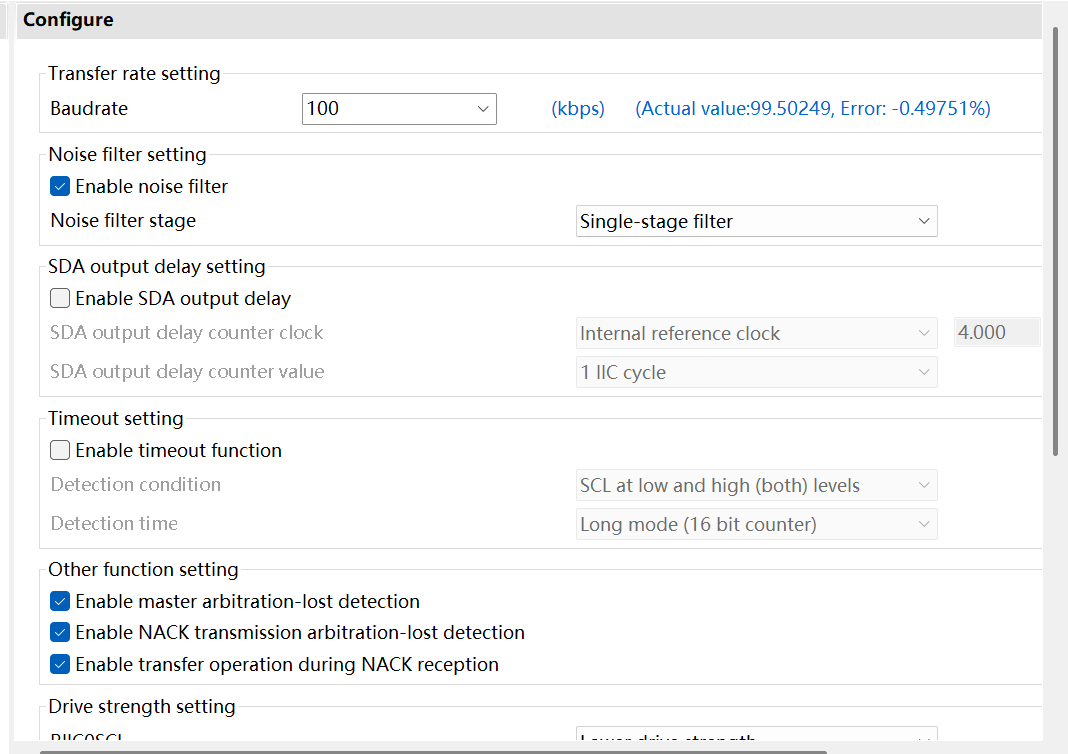 Configure
Transfer rate setting
Baudrate 100 (kbps) (Actual value:99.50249, Error: -0.49751%)
Noise filter setting
Enable noise filter
Noise filter stage Single-stage filter
SDA output delay setting
Enable SDA output delay
SDA output delay counter clock Internal reference clock 4.000
SDA output delay counter value 1 IIC cycle
Timeout setting
Enable timeout function
Detection condition SCL at low and high (both) levels
Detection time Long mode (16 bit counter)
Other function setting
Enable master arbitration-lost detection
Enable NACK transmission arbitration-lost detection
Enable transfer operation during NACK reception
Drive strength setting
Lower drive strength